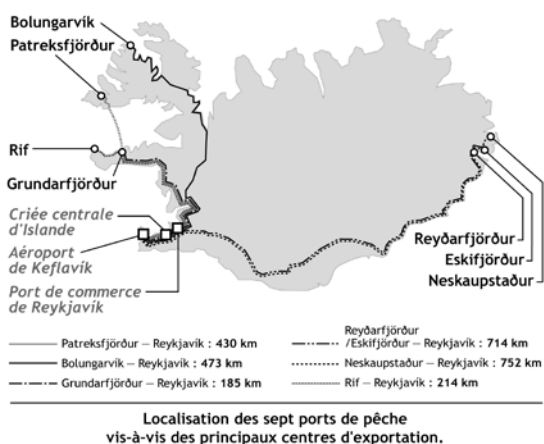 Bolungarvík
Patreksfjörður
Rif
Grundarfjörður
Criée centrale
d'Islande
Aéroport
de Keflavík
Port de commerce
de Reykjavík
Reyðarfjörður
Eskifjörður
Neskaupstaður
Patreksfjörður – Reykjavík : 430 km
Bolungarvík – Reykjavík : 473 km
Grundarfjörður – Reykjavík : 185 km
Reyðarfjörður
/Eskifjörður – Reykjavík : 714 km
Neskaupstaður – Reykjavík : 752 km
Rif – Reykjavík : 214 km
Localisation des sept ports de pêche
vis-à-vis des principaux centres d'exportation.